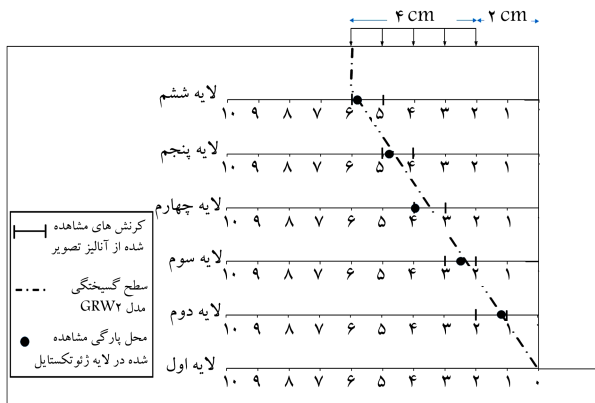 ۴ cm ۲ cm
لایه ششم
۱۰ ۹ ۸ ۷ ۶ ۵ ۴ ۳ ۲ ۱
لایه پنجم
۱۰ ۹ ۸ ۷ ۶ ۵ ۴ ۳ ۲ ۱
لایه چهارم
۱۰ ۹ ۸ ۷ ۶ ۵ ۴ ۳ ۲ ۱
لایه سوم
۱۰ ۹ ۸ ۷ ۶ ۵ ۴ ۳ ۲ ۱
لایه دوم
۱۰ ۹ ۸ ۷ ۶ ۵ ۴ ۳ ۲ ۱ ۰
لایه اول
۱۰ ۹ ۸ ۷ ۶ ۵ ۴ ۳ ۲ ۱ ۰
کرنش های مشاهده
شده از آنالیز تصویر
سطح گسیختگی
مدل GRW۲
محل پارگی مشاهده
شده در لایه ژئوتکستایل